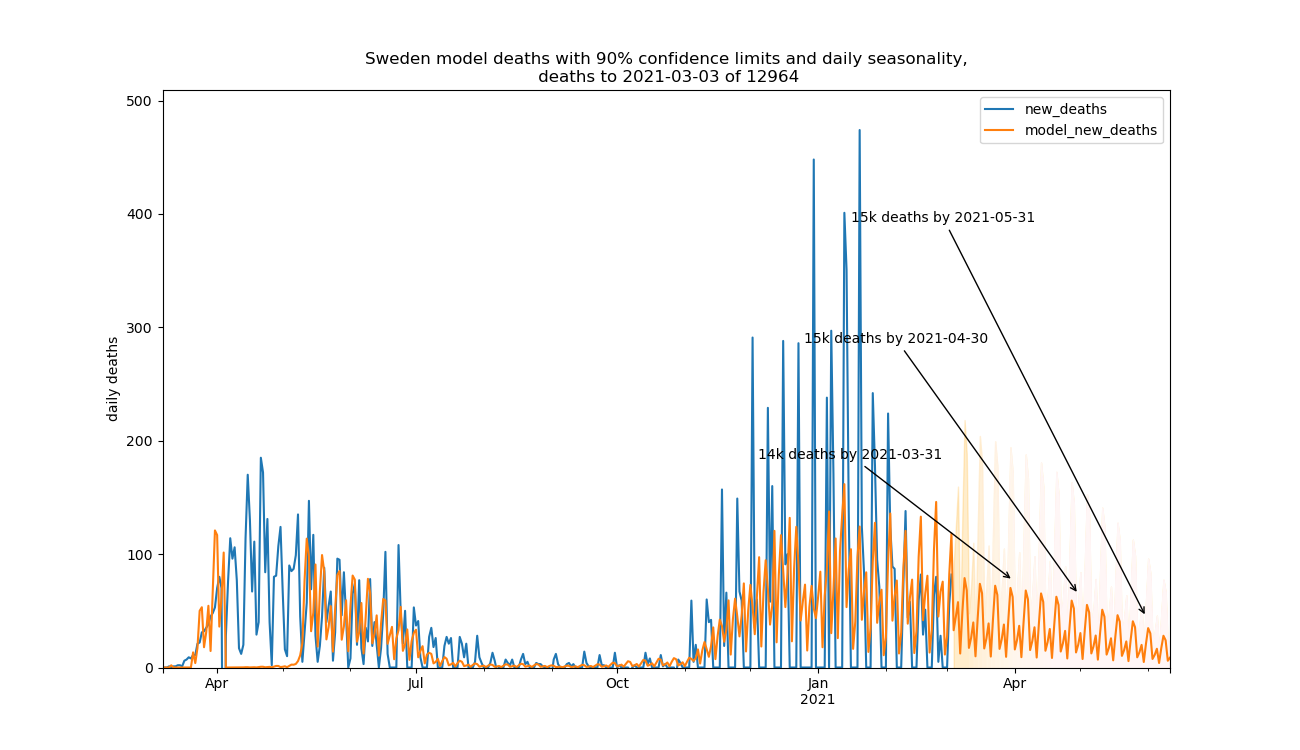 Sweden model deaths with 90% confidence limits and daily seasonality,
deaths to 2021-03-03 of 12964
new_deaths
model_new_deaths
daily deaths
500
400
300
200
100
0
15k deaths by 2021-05-31
15k deaths by 2021-04-30
14k deaths by 2021-03-31
Apr
Jul
Oct
Jan
2021
Apr